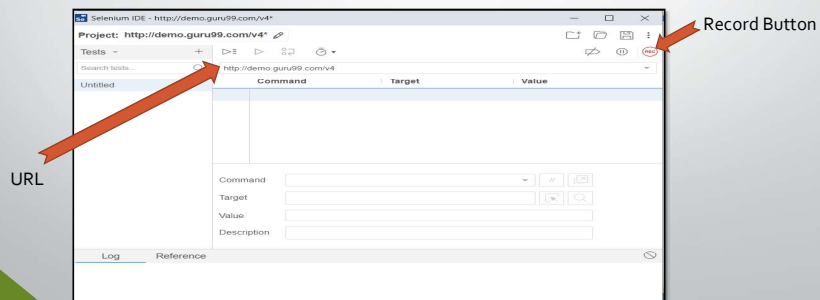 Selenium IDE - http://demo.guru99.com/v4*
Record Button
Project: http://demo.guru99.com/v4*
Tests
REC
Search tests...
http://demo.guru99.com/v4
Command Target Value
Untitled
URL
Command
//
Target
Value
Description
Log Reference